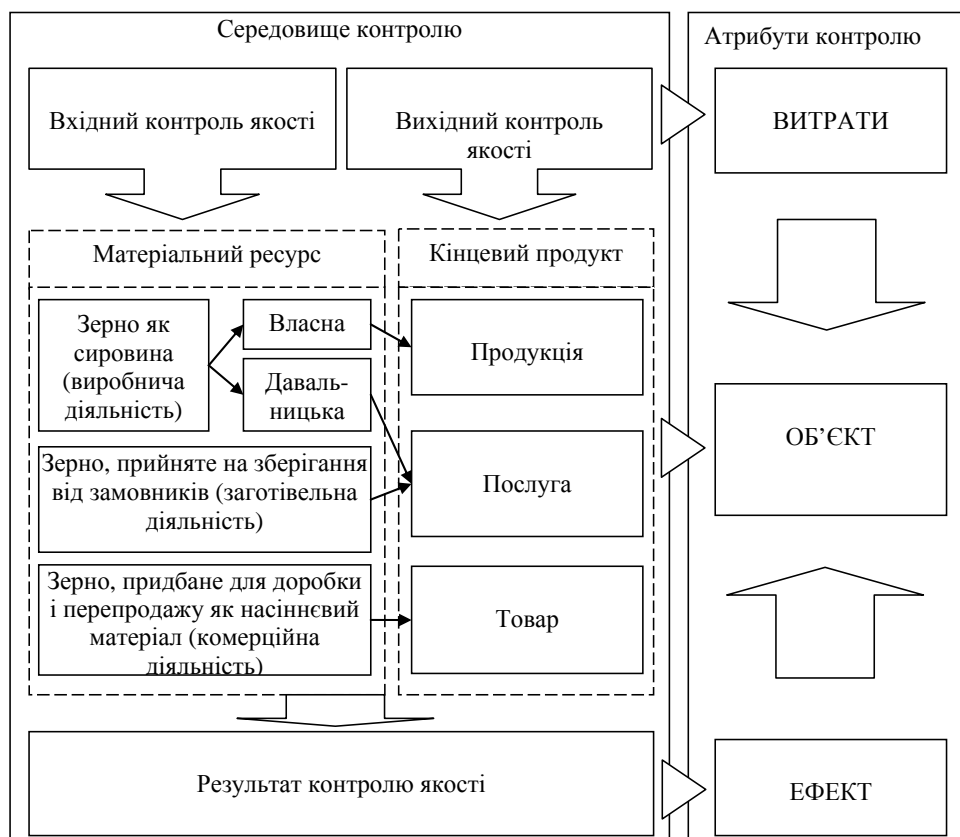 Середовище контролю
Атрибути контролю
Вхідний контроль якості
Вихідний контроль
якості
ВИТРАТИ
Матеріальний ресурс
Кінцевий продукт
Зерно як
сировина
(виробнича
діяльність)
Власна
Даваль-
ницька
Продукція
Зерно, прийняте на зберігання
від замовників (заготівельна
діяльність)
Послуга
ОБ’ЄКТ
Зерно, придбане для доробки
і перепродажу як насіннєвий
матеріал (комерційна
діяльність)
Товар
Результат контролю якості
ЕФЕКТ